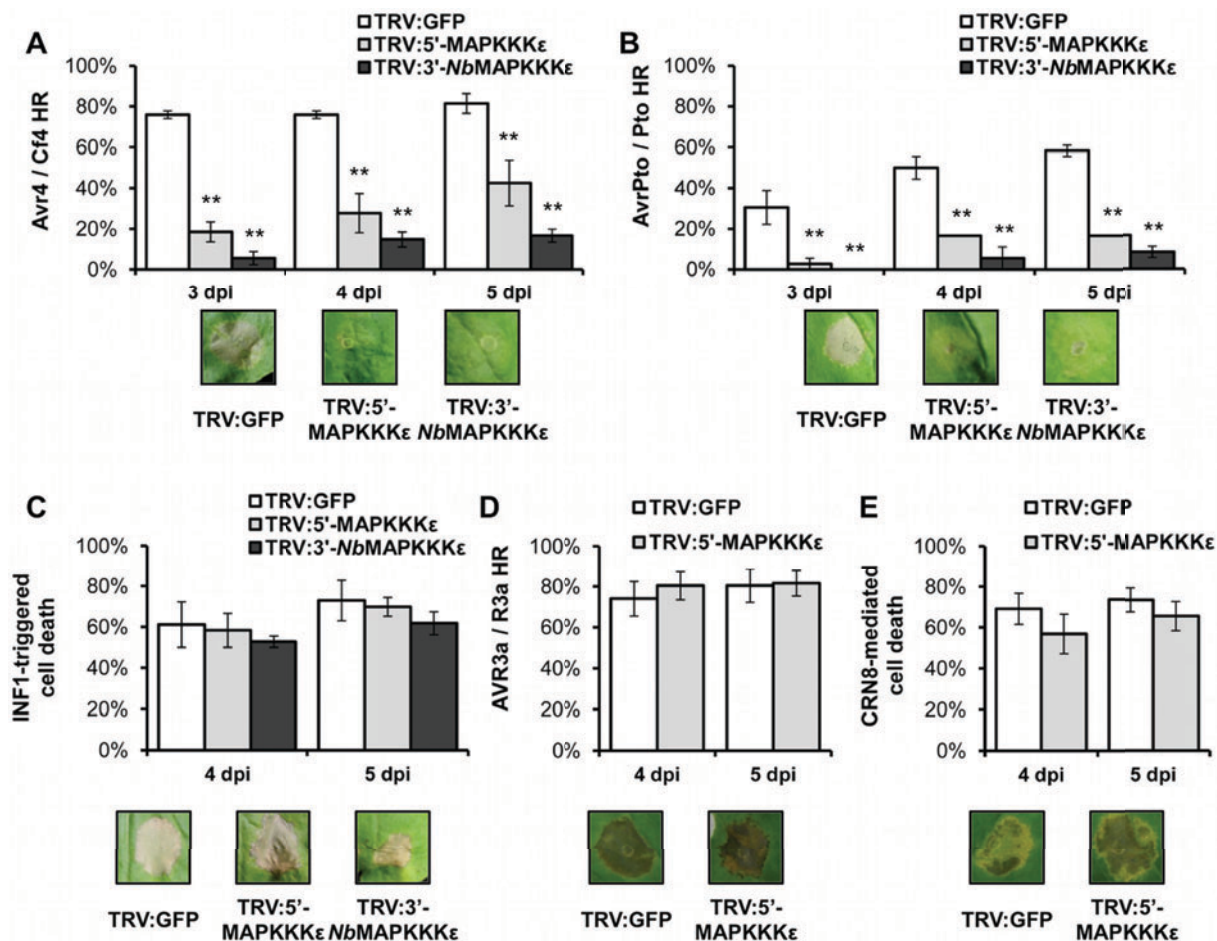 A
TRV:GFP
TRV:5'-MAPKKKε
TRV:3'-NbMAPKKKε
Avr4 / Cf4 HR
100%
80%
60%
40%
20%
0%
**
**
**
**
**
**
3 dpi
4 dpi
5 dpi
TRV:GFP
TRV:5'-
MAPKKKε
TRV:3'-
NbMAPKKKε
B
TRV:GFP
TRV:5'-MAPKKKε
TRV:3'-NbMAPKKKε
AvrPto / Pto HR
100%
80%
60%
40%
20%
0%
**
**
**
**
**
**
3 dpi
4 dpi
5 dpi
TRV:GFP
TRV:5'-
MAPKKKε
TRV:3'-
NbMAPKKKε
C
TRV:GFP
TRV:5'-MAPKKKε
TRV:3'-NbMAPKKKε
INF1-triggered
cell death
100%
80%
60%
40%
20%
0%
4 dpi
5 dpi
TRV:GFP
TRV:5'-
MAPKKKε
TRV:3'-
NbMAPKKKε
D
TRV:GFP
TRV:5'-MAPKKKε
AVR3a / R3a HR
100%
80%
60%
40%
20%
0%
4 dpi
5 dpi
TRV:GFP
TRV:5'-
MAPKKKε
E
TRV:GFP
TRV:5'-MAPKKKε
CRN8-mediated
cell death
100%
80%
60%
40%
20%
0%
4 dpi
5 dpi
TRV:GFP
TRV:5'-
MAPKKKε